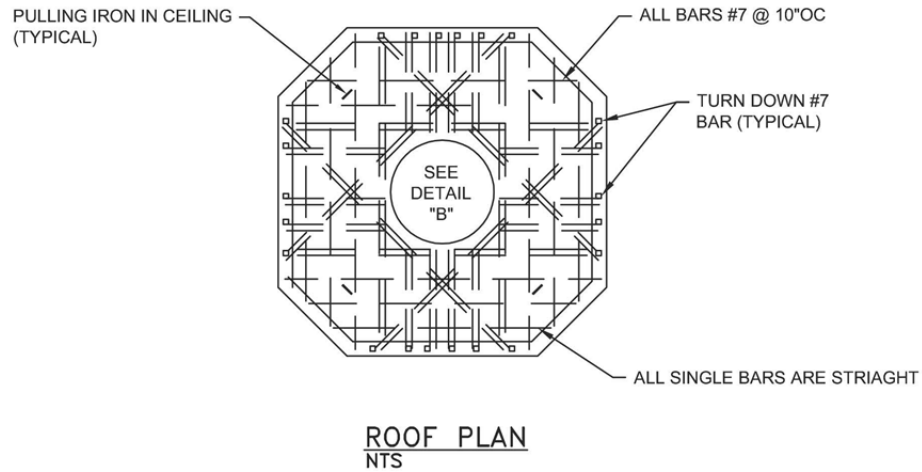 PULLING IRON IN CEILING
(TYPICAL)
ALL BARS #7 @ 10"OC
TURN DOWN #7
BAR (TYPICAL)
SEE
DETAIL
"B"
ALL SINGLE BARS ARE STRIAGHT
ROOF PLAN
NTS